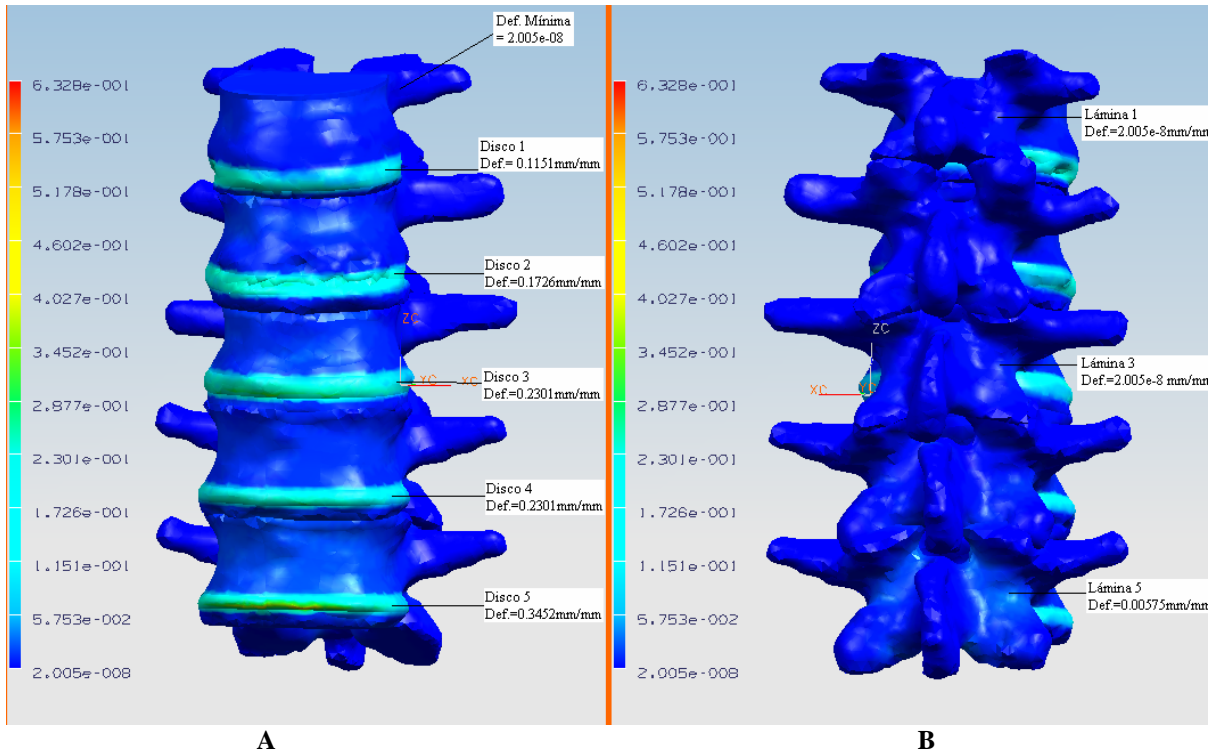 Def. Mínima
= 2.005e-08
6.328e-001
5.753e-001
5.178e-001
4.602e-001
4.027e-001
3.452e-001
2.877e-001
2.301e-001
1.726e-001
1.151e-001
5.753e-002
2.005e-008
Disco 1
Def.= 0.1151mm/mm
Disco 2
Def.=0.1726mm/mm
ZC
YC XC
Disco 3
Def.=0.2301mm/mm
Disco 4
Def.=0.2301mm/mm
Disco 5
Def.=0.3452mm/mm
A
6.328e-001
5.753e-001
5.178e-001
4.602e-001
4.027e-001
3.452e-001
2.877e-001
2.301e-001
1.726e-001
1.151e-001
5.753e-002
2.005e-008
Lámina 1
Def.=2.005e-8mm/mm
ZC
XC YC
Lámina 3
Def.=2.005e-8 mm/mm
Lámina 5
Def.=0.00575mm/mm
B